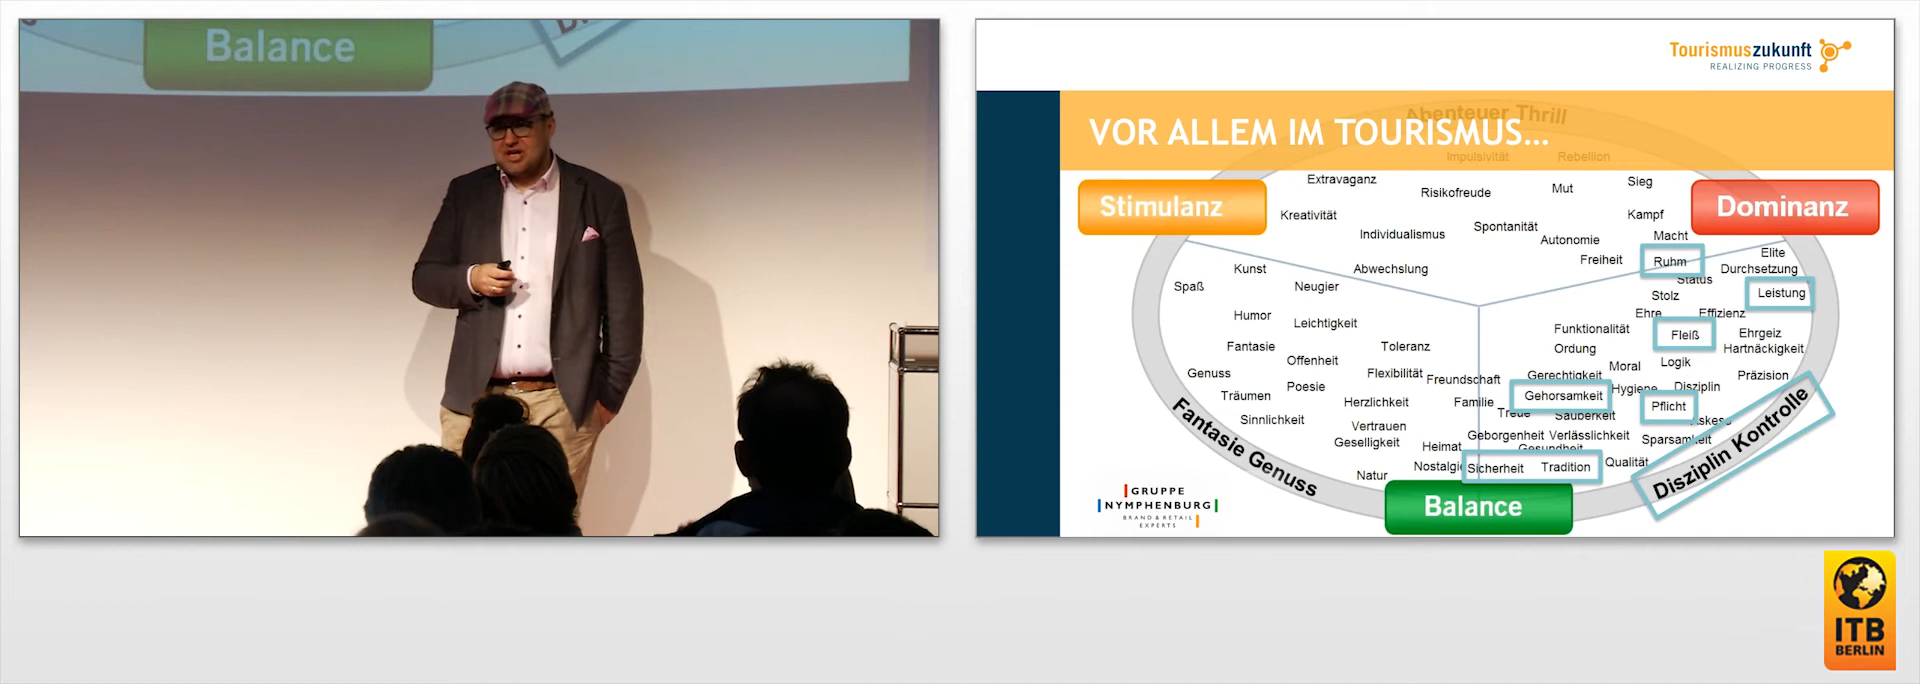 Balance
Tourismuszukunft
REALIZING PROGRESS
Abenteuer Thrill
VOR ALLEM IM TOURISMUS...
Impulsivität
Rebellion
Extravaganz
Risikofreude
Mut
Sieg
Stimulanz
Dominanz
Kreativität
Kampf
Individualismus
Spontanität
Autonomie
Macht
Freiheit
Ruhm
Elite
Kunst
Abwechslung
Durchsetzung
Status
Spaß
Neugier
Stolz
Leistung
Humor
Leichtigkeit
Ehre
Effizienz
Funktionalität
Fleiß
Ehrgeiz
Fantasie
Toleranz
Ordnung
Hartnäckigkeit
Offenheit
Moral
Logik
Genuss
Flexibilität
Freundschaft
Gerechtigkeit
Präzision
Poesie
Hygiene
Disziplin
Träumen
Herzlichkeit
Familie
Gehorsamkeit
Pflicht
Sinnlichkeit
Treue
Sauberkeit
Askese
Vertrauen
Geselligkeit
Geborgenheit
Verlässlichkeit
Sparsamkeit
Heimat
Gesundheit
Nostalgie
Sicherheit
Tradition
Qualität
Natur
Fantasie Genuss
Disziplin Kontrolle
Balance
GRUPPE
NYMPHENBURG
BRAND & RETAIL
EXPERTS
ITB
BERLIN